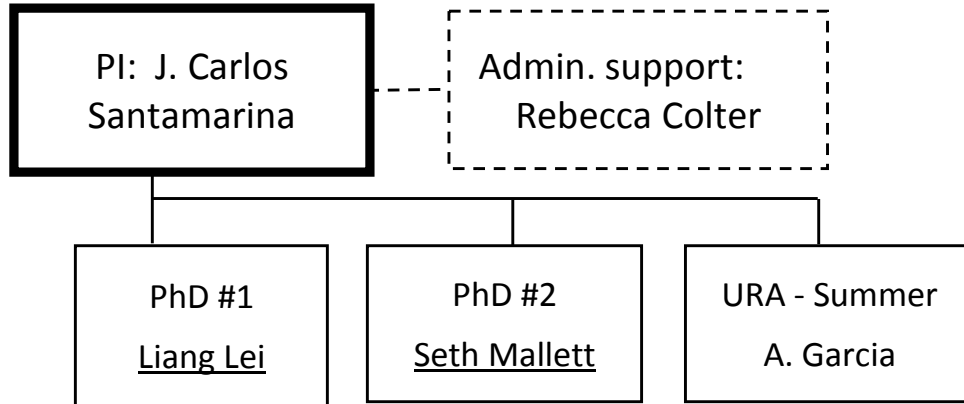 PI: J. Carlos
Santamarina
Admin. support:
Rebecca Colter
PhD #1
Liang Lei
PhD #2
Seth Mallett
URA - Summer
A. Garcia